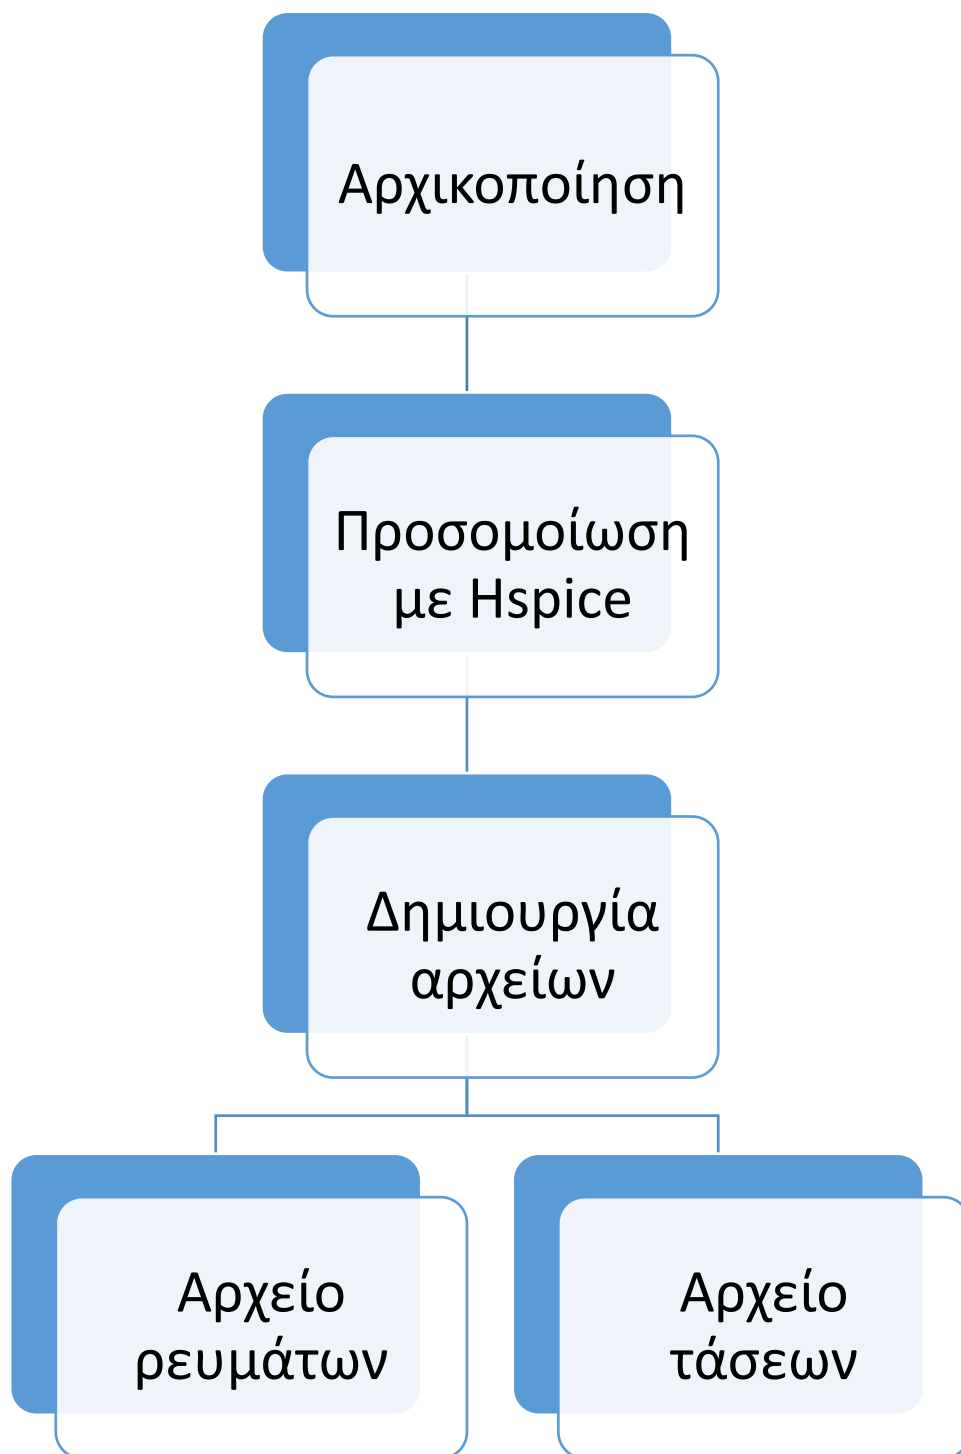 Αρχικοποίηση
Προσομοίωση
με Hspice
Δημιουργία
αρχείων
Αρχείο
ρευμάτων
Αρχείο
τάσεων